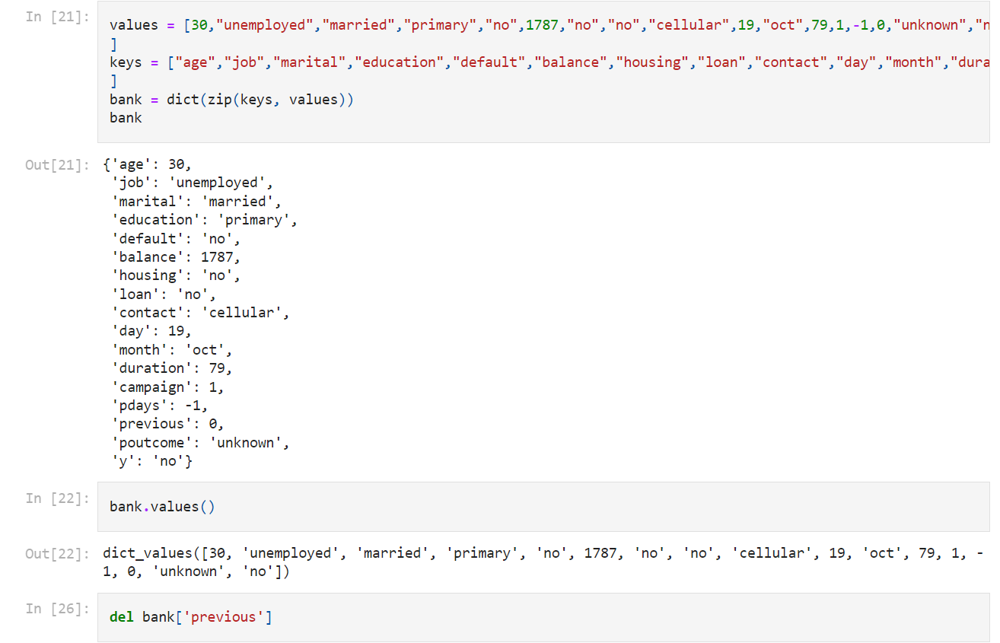 In [21]:
values = [30,"unemployed","married","primary","no",1787,"no","no","cellular",19,"oct",79,1,-1,0,"unknown","n
]
keys = ["age","job","marital","education","default","balance","housing","loan","contact","day","month","dura
]
bank = dict(zip(keys, values))
bank
Out[21]:
{'age': 30,
 'job': 'unemployed',
 'marital': 'married',
 'education': 'primary',
 'default': 'no',
 'balance': 1787,
 'housing': 'no',
 'loan': 'no',
 'contact': 'cellular',
 'day': 19,
 'month': 'oct',
 'duration': 79,
 'campaign': 1,
 'pdays': -1,
 'previous': 0,
 'poutcome': 'unknown',
 'y': 'no'}
In [22]:
bank.values()
Out[22]:
dict_values([30, 'unemployed', 'married', 'primary', 'no', 1787, 'no', 'no', 'cellular', 19, 'oct', 79, 1, -
1, 0, 'unknown', 'no'])
In [26]:
del bank['previous']